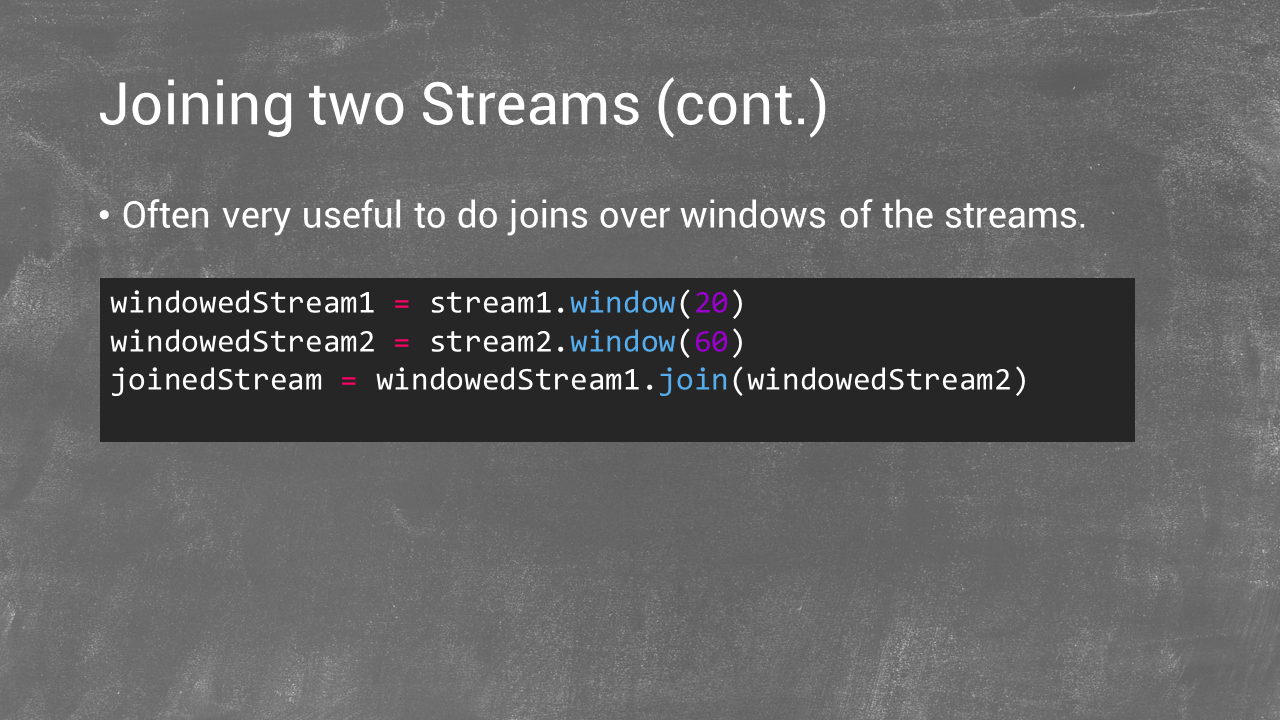 Joining two Streams (cont.)
• Often very useful to do joins over windows of the streams.
windowedStream1 = stream1.window(20)
windowedStream2 = stream2.window(60)
joinedStream = windowedStream1.join(windowedStream2)